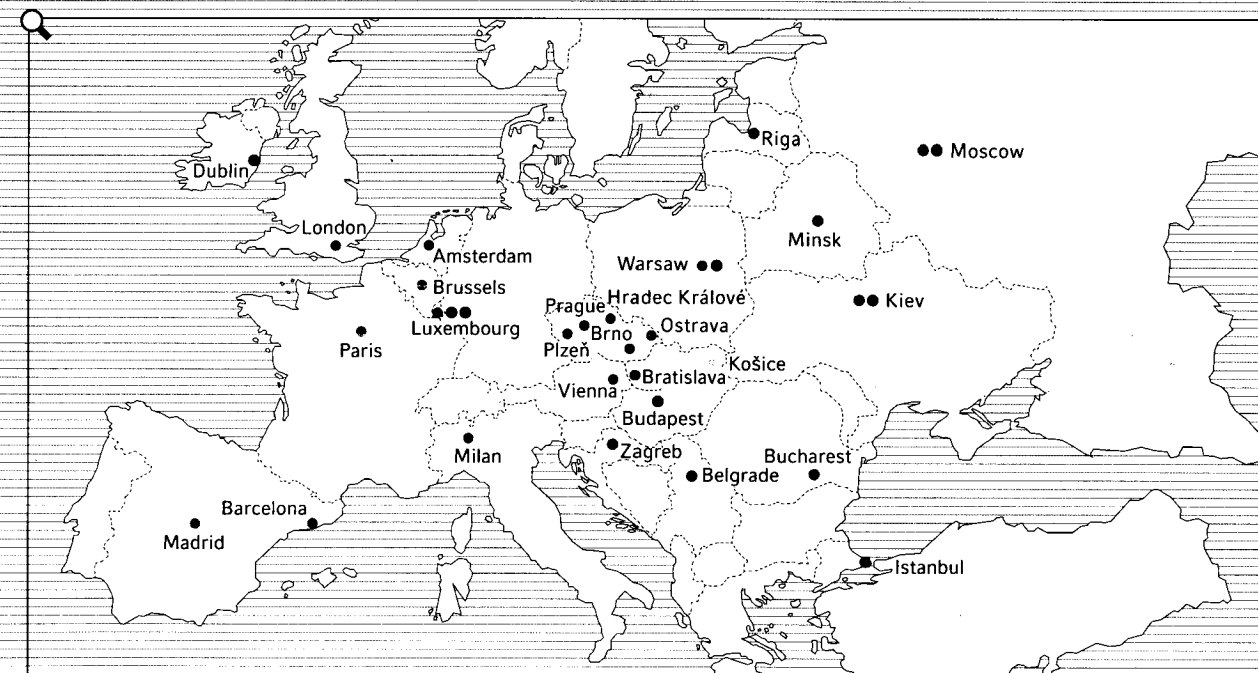 Riga
Moscow
Dublin
London
Minsk
Amsterdam
Warsaw
Brussels
Hradec Králové
Kiev
Prague
Luxembourg
Brno
Ostrava
Paris
Plzeň
Košice
Bratislava
Vienna
Budapest
Zagreb
Milan
Bucharest
Belgrade
Barcelona
Madrid
Istanbul